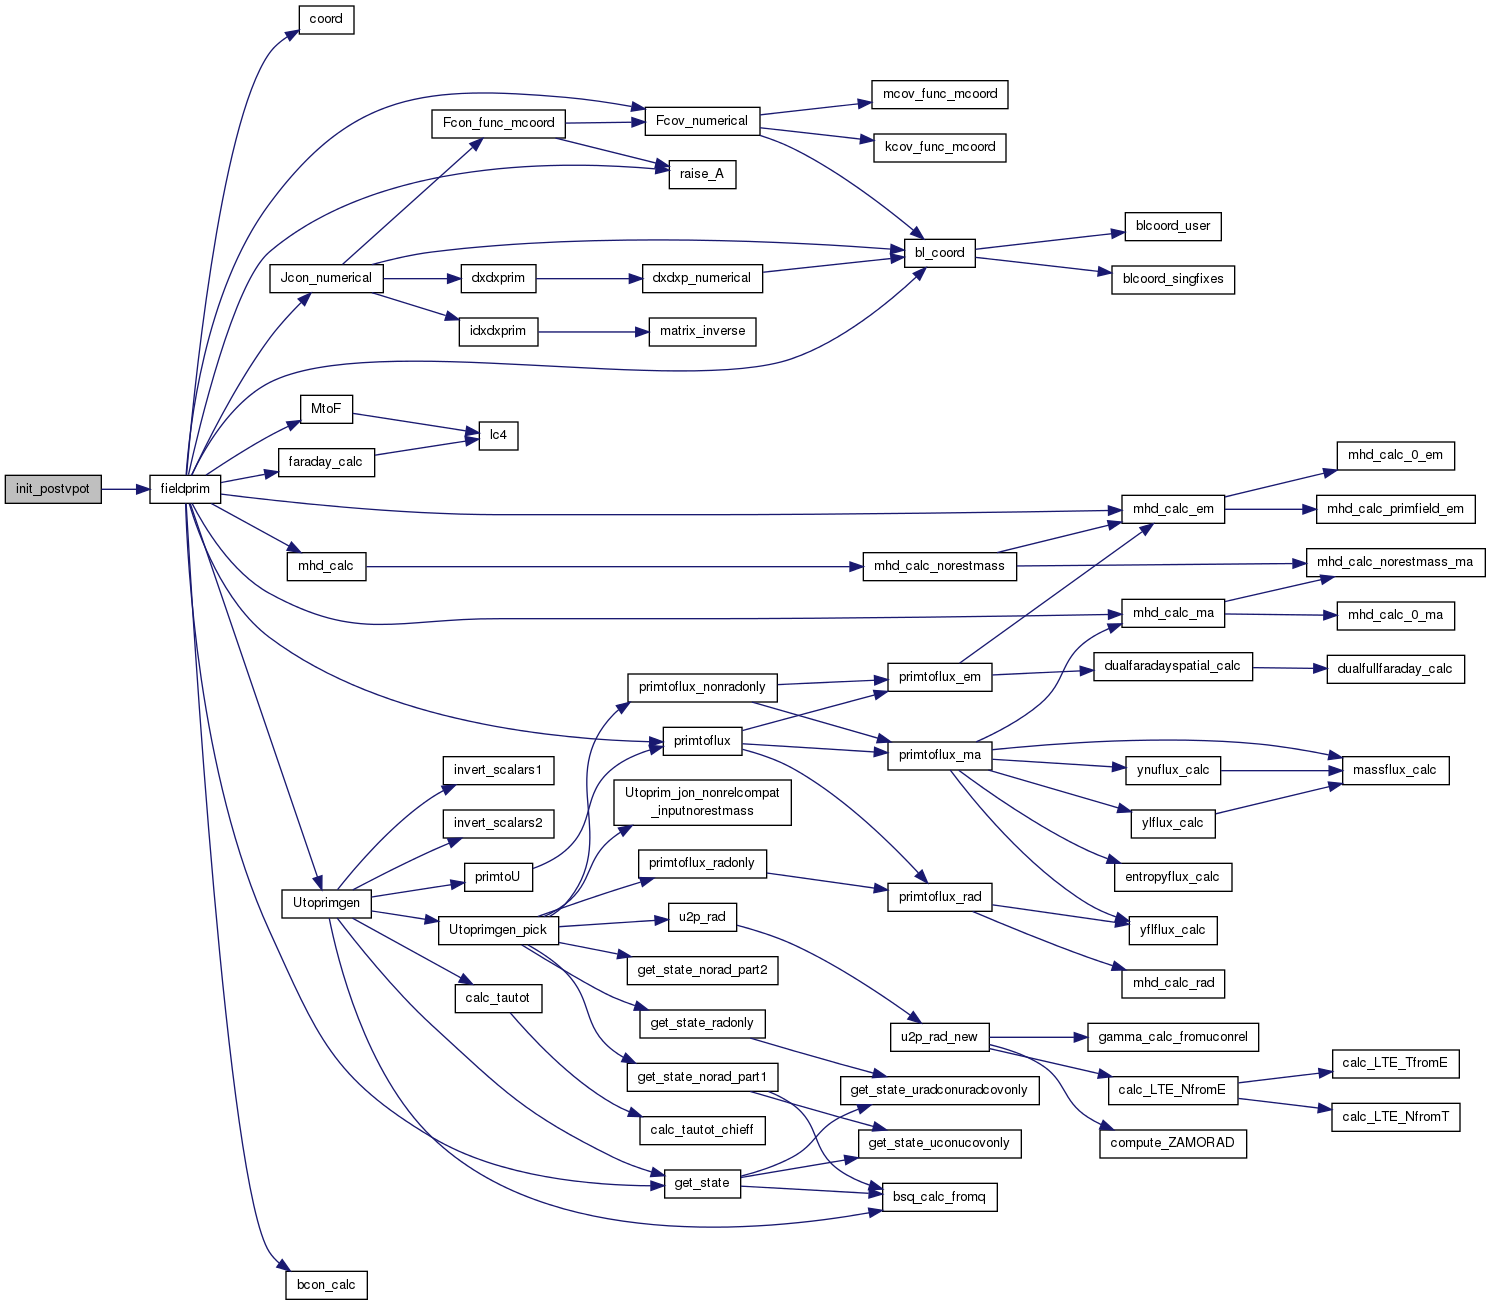 coord
mcov_func_mcoord
Fcon_func_mcoord
Fcov_numerical
kcov_func_mcoord
raise_A
blcoord_user
bl_coord
Jcon_numerical
dxdxprim
dxdxp_numerical
blcoord_singfixes
idxdxprim
matrix_inverse
MtoF
lc4
faraday_calc
mhd_calc_0_em
init_postvpot
fieldprim
mhd_calc_em
mhd_calc_primfield_em
mhd_calc
mhd_calc_norestmass
mhd_calc_norestmass_ma
mhd_calc_ma
mhd_calc_0_ma
dualfaradayspatial_calc
dualfullfaraday_calc
primtoflux_em
primtoflux_nonradonly
primtoflux
primtoflux_ma
ynuflux_calc
massflux_calc
invert_scalars1
Utoprim_jon_nonrelcompat
_inputnorestmass
ylflux_calc
invert_scalars2
primtoflux_radonly
entropyflux_calc
primtoU
primtoflux_rad
Utoprimgen
u2p_rad
Utoprimgen_pick
yflflux_calc
get_state_norad_part2
mhd_calc_rad
calc_tautot
get_state_radonly
u2p_rad_new
gamma_calc_fromuconrel
calc_LTE_TfromE
get_state_norad_part1
get_state_uradconuradcovonly
calc_LTE_NfromE
calc_LTE_NfromT
calc_tautot_chieff
get_state_uconucovonly
compute_ZAMORAD
get_state
bsq_calc_fromq
bcon_calc